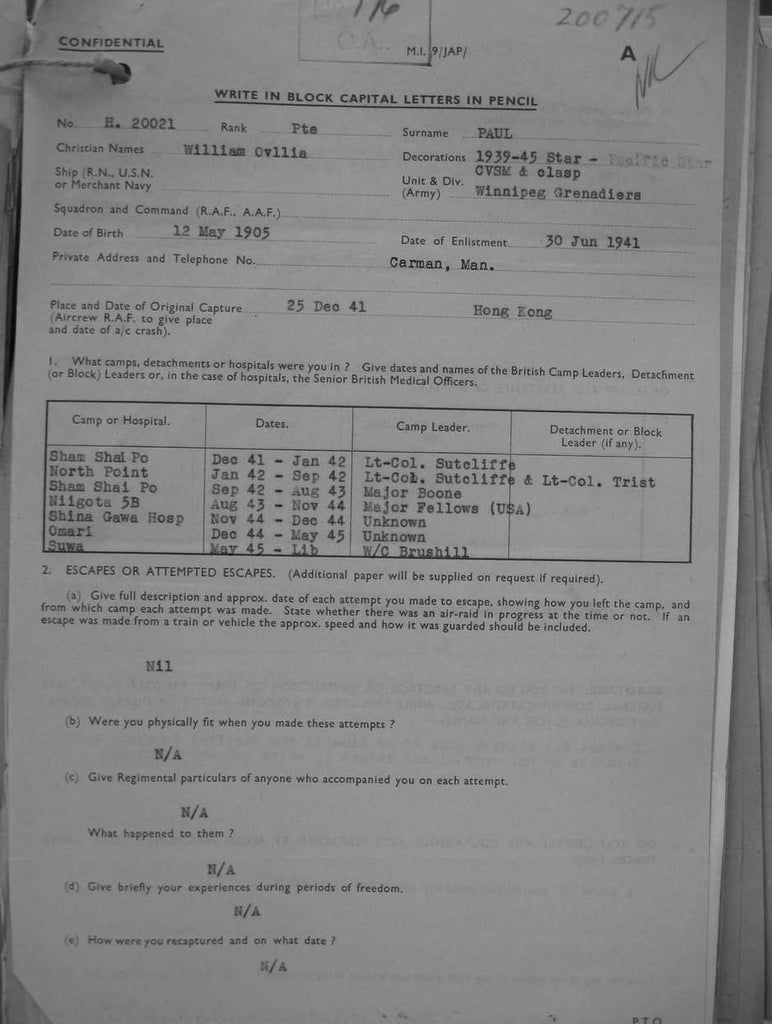 200715
CONFIDENTIAL
M.I. 9/JAP/
A
WRITE IN BLOCK CAPITAL LETTERS IN PENCIL
No. H. 20021 Rank Pte Surname PAUL
Christian Names William Ovllia Decorations 1939-45 Star - Pacific Star
CVSM & clasp
Ship (R.N., U.S.N.
or Merchant Navy
Unit & Div.
(Army) Winnipeg Grenadiers
Squadron and Command (R.A.F., A.A.F.)
Date of Birth 12 May 1905 Date of Enlistment 30 Jun 1941
Private Address and Telephone No. Carman, Man.
Place and Date of Original Capture 25 Dec 41 Hong Kong
(Aircrew R.A.F. to give place
and date of a/c crash).
1. What camps, detachments or hospitals were you in ? Give dates and names of the British Camp Leaders, Detachment
(or Block) Leaders or, in the case of hospitals, the Senior British Medical Officers.
Camp or Hospital. Dates. Camp Leader. Detachment or Block
Leader (if any).
Sham Shai Po Dec 41 - Jan 42 Lt-Col. Sutcliffe
North Point Jan 42 - Sep 42 Lt-Col. Sutcliffe & Lt-Col. Trist
Sham Shai Po Sep 42 - Aug 43 Major Boone
Niigota 5B Aug 43 - Nov 44 Major Fellows (USA)
Shina Gawa Hosp Nov 44 - Dec 44 Unknown
Omari Dec 44 - May 45 Unknown
Suwa May 45 - Lib W/C Brushill
2. ESCAPES OR ATTEMPTED ESCAPES. (Additional paper will be supplied on request if required).
(a) Give full description and approx. date of each attempt you made to escape, showing how you left the camp, and
from which camp each attempt was made. State whether there was an air-raid in progress at the time or not. If an
escape was made from a train or vehicle the approx. speed and how it was guarded should be included.
Nil
(b) Were you physically fit when you made these attempts ?
N/A
(c) Give Regimental particulars of anyone who accompanied you on each attempt.
N/A
What happened to them ?
N/A
(d) Give briefly your experiences during periods of freedom.
N/A
(e) How were you recaptured and on what date ?
N/A
P.T.O.